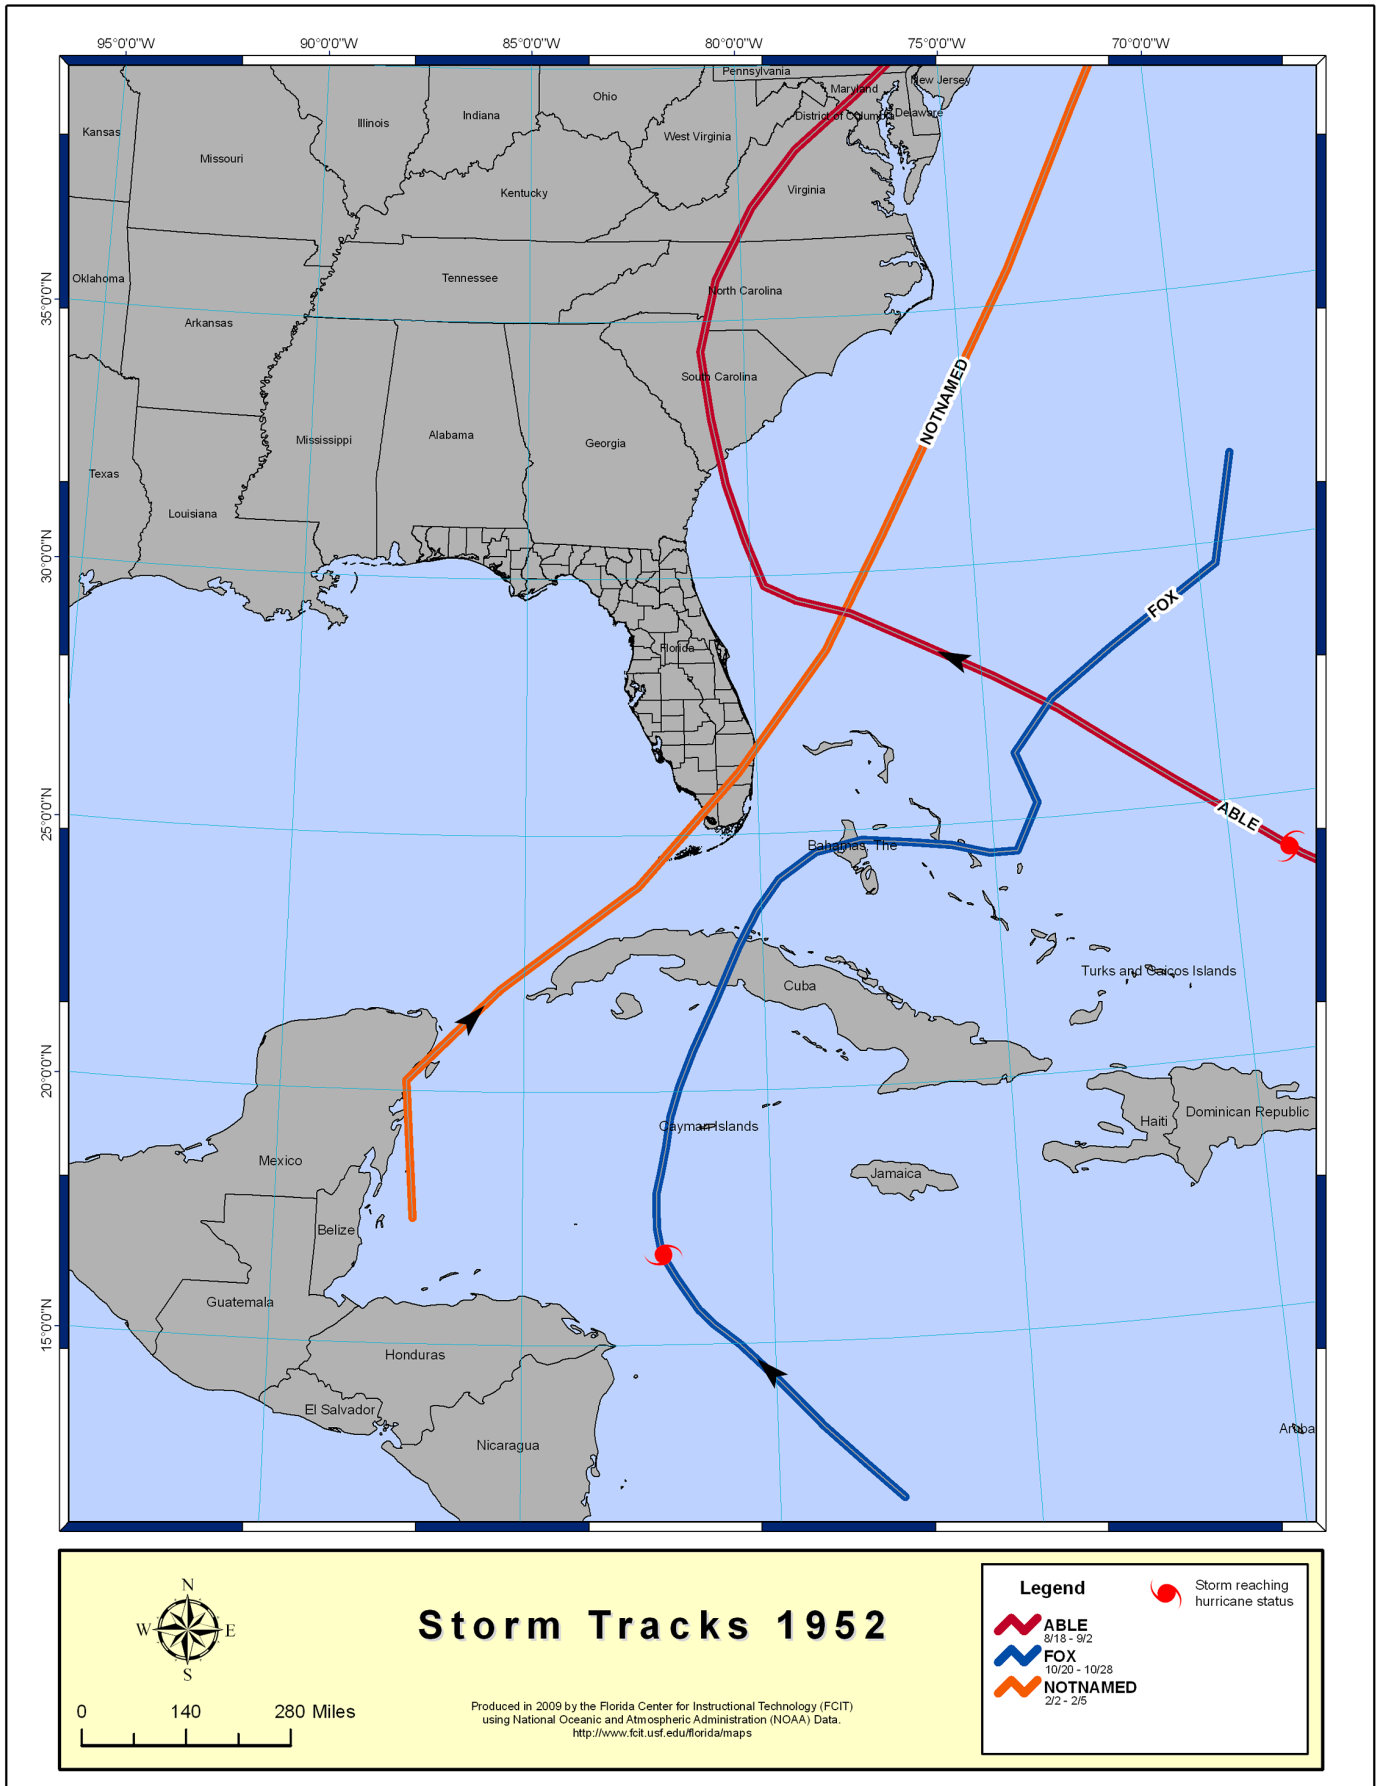 95°0'0"W 90°0'0"W 85°0'0"W 80°0'0"W 75°0'0"W 70°0'0"W
Pennsylvania
New Jersey
Maryland
Ohio
Indiana
Illinois
District of Columbia
Delaware
Kansas
West Virginia
Missouri
Kentucky
Virginia
Oklahoma
Tennessee
North Carolina
35°0'0"N
Arkansas
South Carolina
NOTNAMED
Mississippi
Alabama
Georgia
Texas
Louisiana
30°0'0"N
FOX
Florida
25°0'0"N
ABLE
Bahamas, The
Turks and Caicos Islands
Cuba
20°0'0"N
Haiti
Dominican Republic
Cayman Islands
Mexico
Jamaica
Belize
Guatemala
15°0'0"N
Honduras
El Salvador
Aruba
Nicaragua
N
W E
S
0 140 280 Miles
Storm Tracks 1952
Produced in 2009 by the Florida Center for Instructional Technology (FCIT)
using National Oceanic and Atmospheric Administration (NOAA) Data.
http://www.fcit.usf.edu/florida/maps
Legend
Storm reaching
hurricane status
ABLE
8/18 - 9/2
FOX
10/20 - 10/28
NOTNAMED
2/2 - 2/5